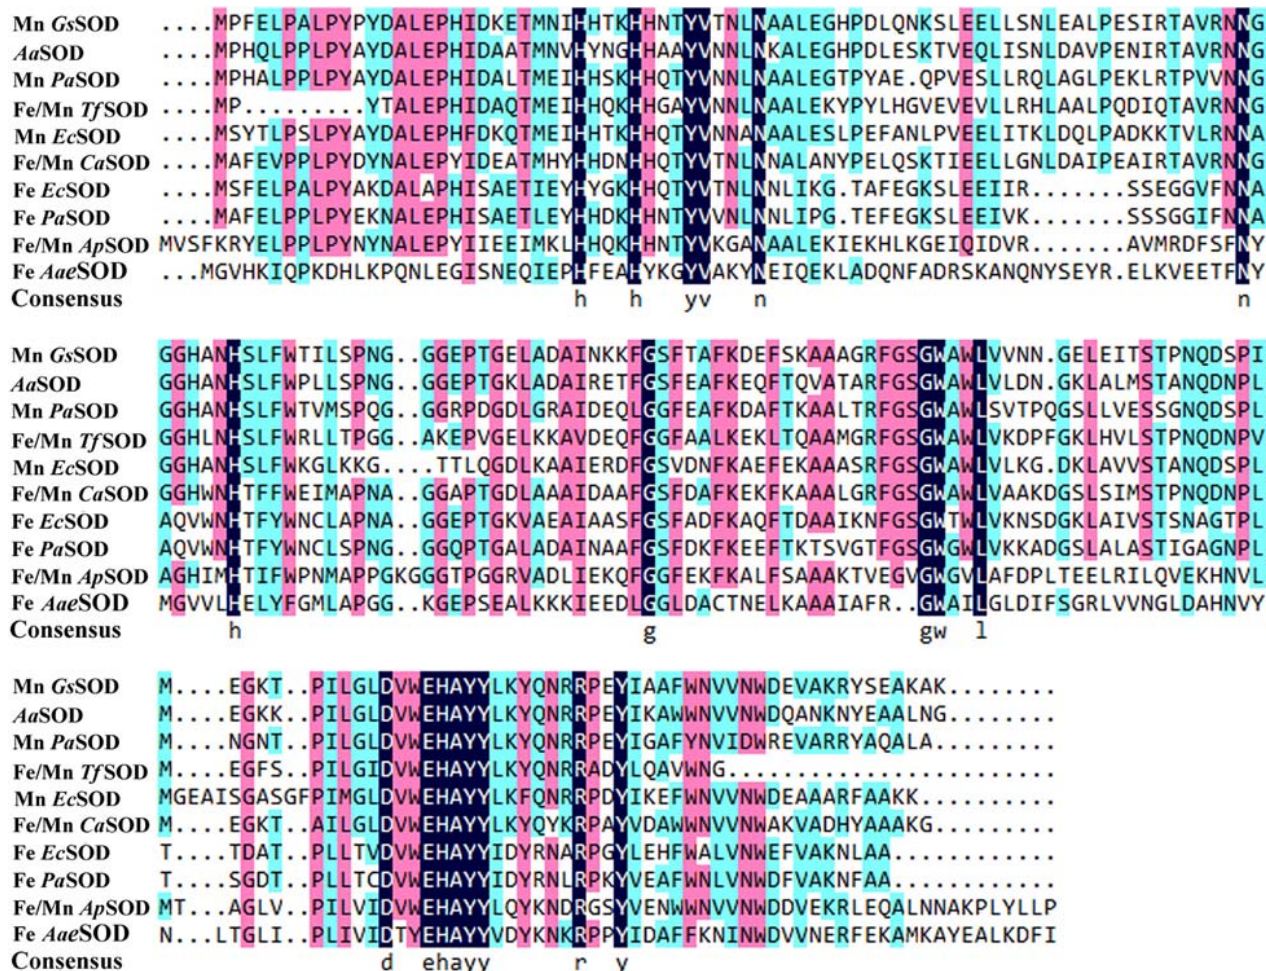 Mn GsSOD ....MPFELPALPYPYDALEPHIDKETMNIHHTKHHNTYVTNLNAALEGHPDLQNKSLEELLSNLEALPESIRTAVRNNG
AaSOD ....MPHQLPPLPYAYDALEPHIDAATMNVHYNGHHAAYVNNLNKALEGHPDLESKTVEQLISNLDAVPENIRTAVRNNG
Mn PaSOD ....MPHALPPLPYAYDALEPHIDALTMEIHHSKHHQTYVNNLNAALEGTPYAE.QPVESLLRQLAGLPEKLRTPVVNNG
Fe/Mn TfSOD ....MP.........YTALEPHIDAQTMEIHHQKHHGAYVNNLNAALEKYPYLHGVEVEVLLRHLAALPQDIQTAVRNNG
Mn EcSOD ....MSYTLPSLPYAYDALEPHFDKQTMEIHHTKHHQTYVNNANAALESLPEFANLPVEELITKLDQLPADKKTVLRNNA
Fe/Mn CaSOD ....MAFEVPPLPYDYNALEPYIDEATMHYHHDNHHQTYVTNLNNALANYPELQSKTIEELLGNLDAIPEAIRTAVRNNG
Fe EcSOD ....MSFELPALPYAKDALAPHISAETIEYHYGKHHQTYVTNLNNLIKG.TAFEGKSLEEIIR.......SSEGGVFNNA
Fe PaSOD ....MAFELPPLPYEKNALEPHISAETLEYHHDKHHNTYVVNLNNLIPG.TEFEGKSLEEIVK.......SSSGGIFNNA
Fe/Mn ApSOD MVSFKRYELPPLPYNYNALEPYIIEEIMKLHHQKHHNTYVKGANAALEKIEKHLKGEIQIDVR.......AVMRDFSFNY
Fe AaeSOD ...MGVHKIQPKDHLKPQNLEGISNEQIEPHFEAHYKGYVAKYNEIQEKLADQNFADRSKANQNYSEYR.ELKVEETFNY
Consensus h h yv n n
Mn GsSOD GGHANHSLFWTILSPNG..GGEPTGELADAINKKFGSFTAFKDEFSKAAAGRFGSGWAWLVVNN.GELEITSTPNQDSPI
AaSOD GGHANHSLFWPLLSPNG..GGEPTGKLADAIRETFGSFEAFKEQFTQVATARFGSGWAWLVLDN.GKLALMSTANQDNPL
Mn PaSOD GGHANHSLFWTVMSPQG..GGRPDGDLGRAIDEQLGGFEAFKDAFTKAALTRFGSGWAWLSVTPQGSLLVESSGNQDSPL
Fe/Mn TfSOD GGHLNHSLFWRLLTPGG..AKEPVGELKKAVDEQFGGFAALKEKLTQAAMGRFGSGWAWLVKDPFGKLHVLSTPNQDNPV
Mn EcSOD GGHANHSLFWKGLKKG....TTLQGDLKAAIERDFGSVDNFKAEFEKAAASRFGSGWAWLVLKG.DKLAVVSTANQDSPL
Fe/Mn CaSOD GGHWNHTFFWEIMAPNA..GGAPTGDLAAAIDAAFGSFDAFKEKFKAAALGRFGSGWAWLVAAKDGSLSIMSTPNQDNPL
Fe EcSOD AQVWNHTFYWNCLAPNA..GGEPTGKVAEAIAASFGSFADFKAQFTDAAIKNFGSGWTWLVKNSDGKLAIVSTSNAGTPL
Fe PaSOD AQVWNHTFYWNCLSPNG..GGQPTGALADAINAAFGSFDKFKEEFTKTSVGTFGSGWGWLVKKADGSLALASTIGAGNPL
Fe/Mn ApSOD AGHIMHTIFWPNMAPPGKGGGTPGGRVADLIEKQFGGFEKFKALFSAAAKTVEGVGWGVLAFDPLTEELRILQVEKHNVL
Fe AaeSOD MGVVLHELYFGMLAPGG..KGEPSEALKKKIEEDLGGLDACTNELKAAAIAFR..GWAILGLDIFSGRLVVNGLDAHNVY
Consensus h g gw l
Mn GsSOD M....EGKT..PILGLDVWEHAYYLKYQNRRPEYIAAFWNVVNWDEVAKRYSEAKAK........
AaSOD M....EGKK..PILGLDVWEHAYYLKYQNRRPEYIKAWWNVVNWDQANKNYEAALNG........
Mn PaSOD M....NGNT..PILGLDVWEHAYYLKYQNRRPEYIGAFYNVIDWREVARRYAQALA.........
Fe/Mn TfSOD M....EGFS..PILGIDVWEHAYYLKYQNRRADYLQAVWNG........................
Mn EcSOD MGEAISGASGFPIMGLDVWEHAYYLKFQNRRPDYIKEFWNVVNWDEAAARFAAKK..........
Fe/Mn CaSOD M....EGKT..AILGLDVWEHAYYLKYQYKRPAYVDAWWNVVNWAKVADHYAAAKG.........
Fe EcSOD T....TDAT..PLLTVDVWEHAYYIDYRNARPGYLEHFWALVNWEFVAKNLAA............
Fe PaSOD T....SGDT..PLLTCDVWEHAYYIDYRNLRPKYVEAFWNLVNWDFVAKNFAA............
Fe/Mn ApSOD MT...AGLV..PILVIDVWEHAYYLQYKNDRGSYVENWWNVVNWDDVEKRLEQALNNAKPLYLLP
Fe AaeSOD N...LTGLI..PLIVIDTYEHAYYVDYKNKRPPYIDAFFKNINWDVVNERFEKAMKAYEALKDFI
Consensus d ehayy r y